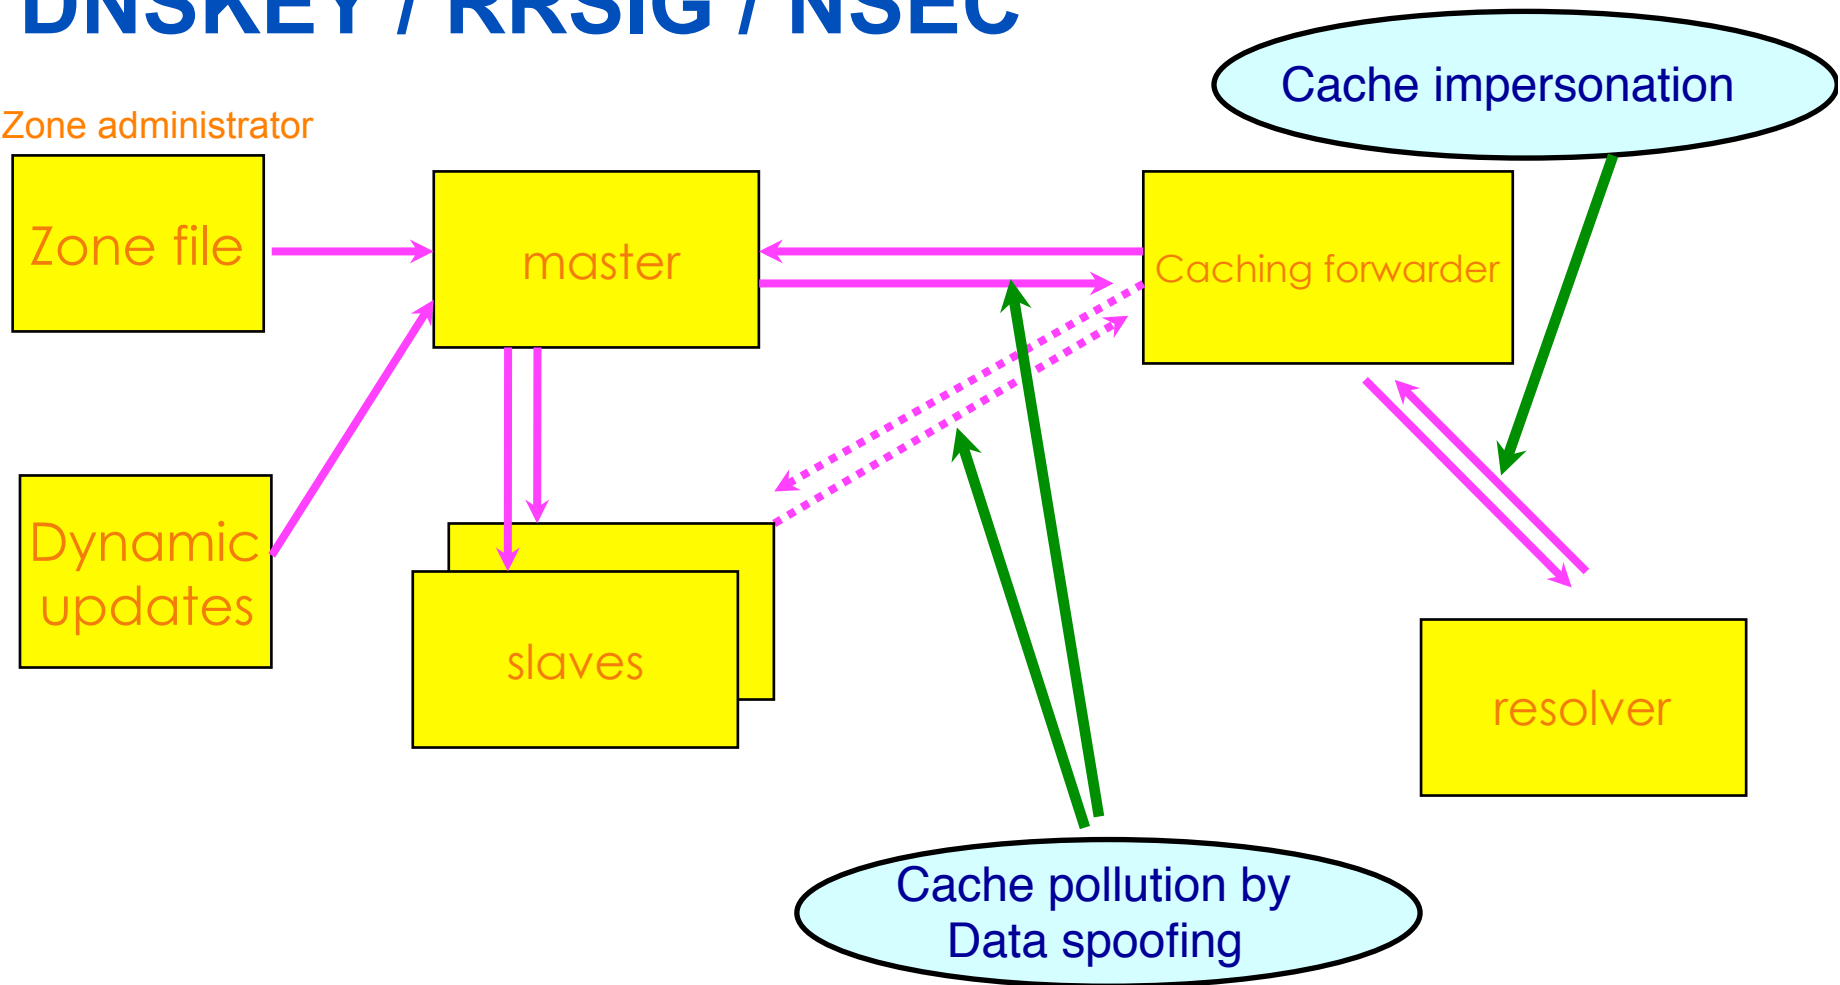 DNSKEY / RRSIG / NSEC
Cache impersonation
Zone administrator
Zone file
master
Caching forwarder
Dynamic
updates
slaves
resolver
Cache pollution by
Data spoofing